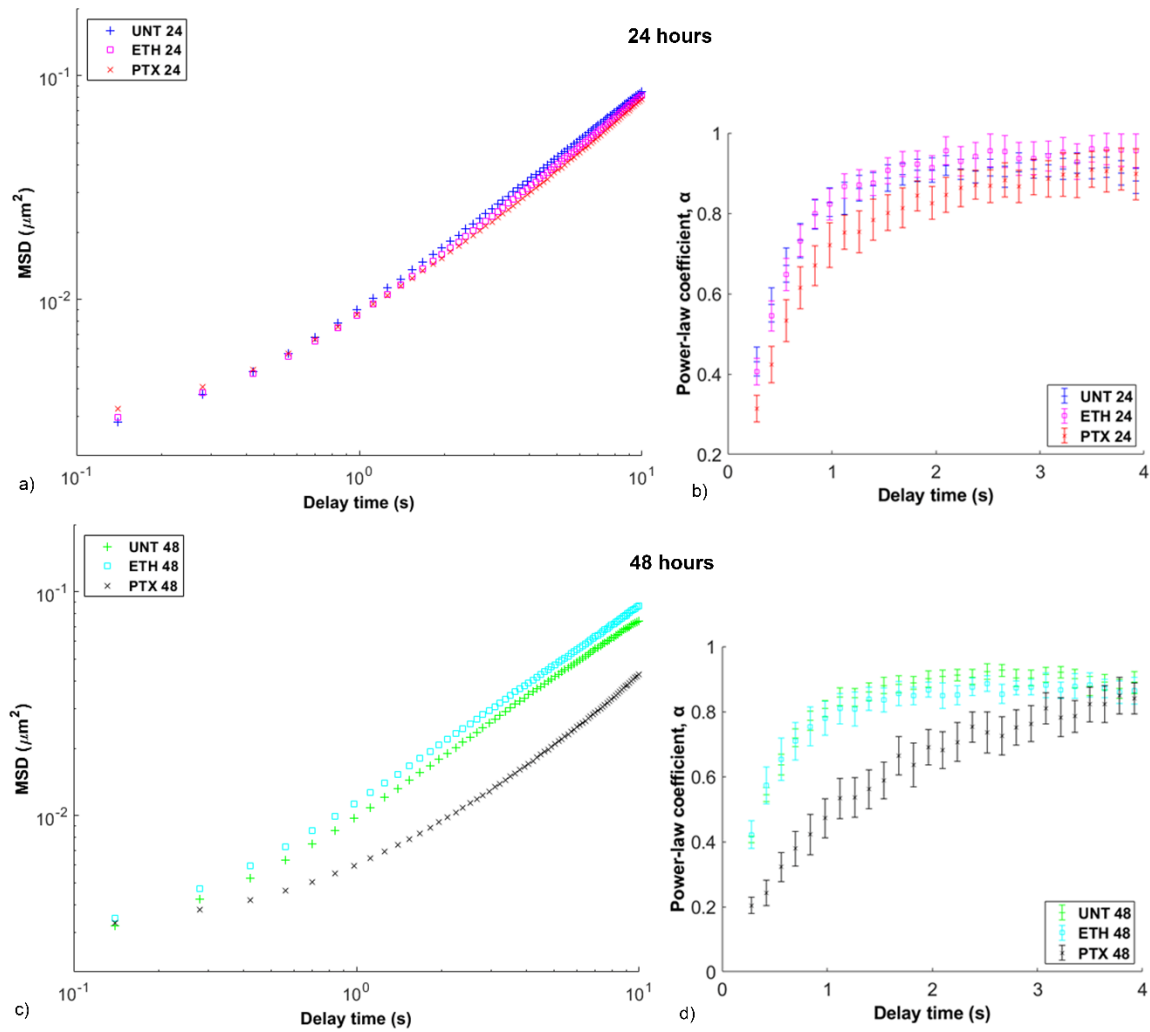 24 hours
UNT 24
ETH 24
PTX 24
MSD (μm²)
10⁻¹
10⁻²
10⁻¹
10⁰
10¹
Delay time (s)
a)
Power-law coefficient, α
1
0.8
0.6
0.4
0.2
0
1
2
3
4
Delay time (s)
UNT 24
ETH 24
PTX 24
b)
48 hours
UNT 48
ETH 48
PTX 48
MSD (μm²)
10⁻¹
10⁻²
10⁻¹
10⁰
10¹
Delay time (s)
c)
Power-law coefficient, α
1
0.8
0.6
0.4
0.2
0
0
1
2
3
4
Delay time (s)
UNT 48
ETH 48
PTX 48
d)